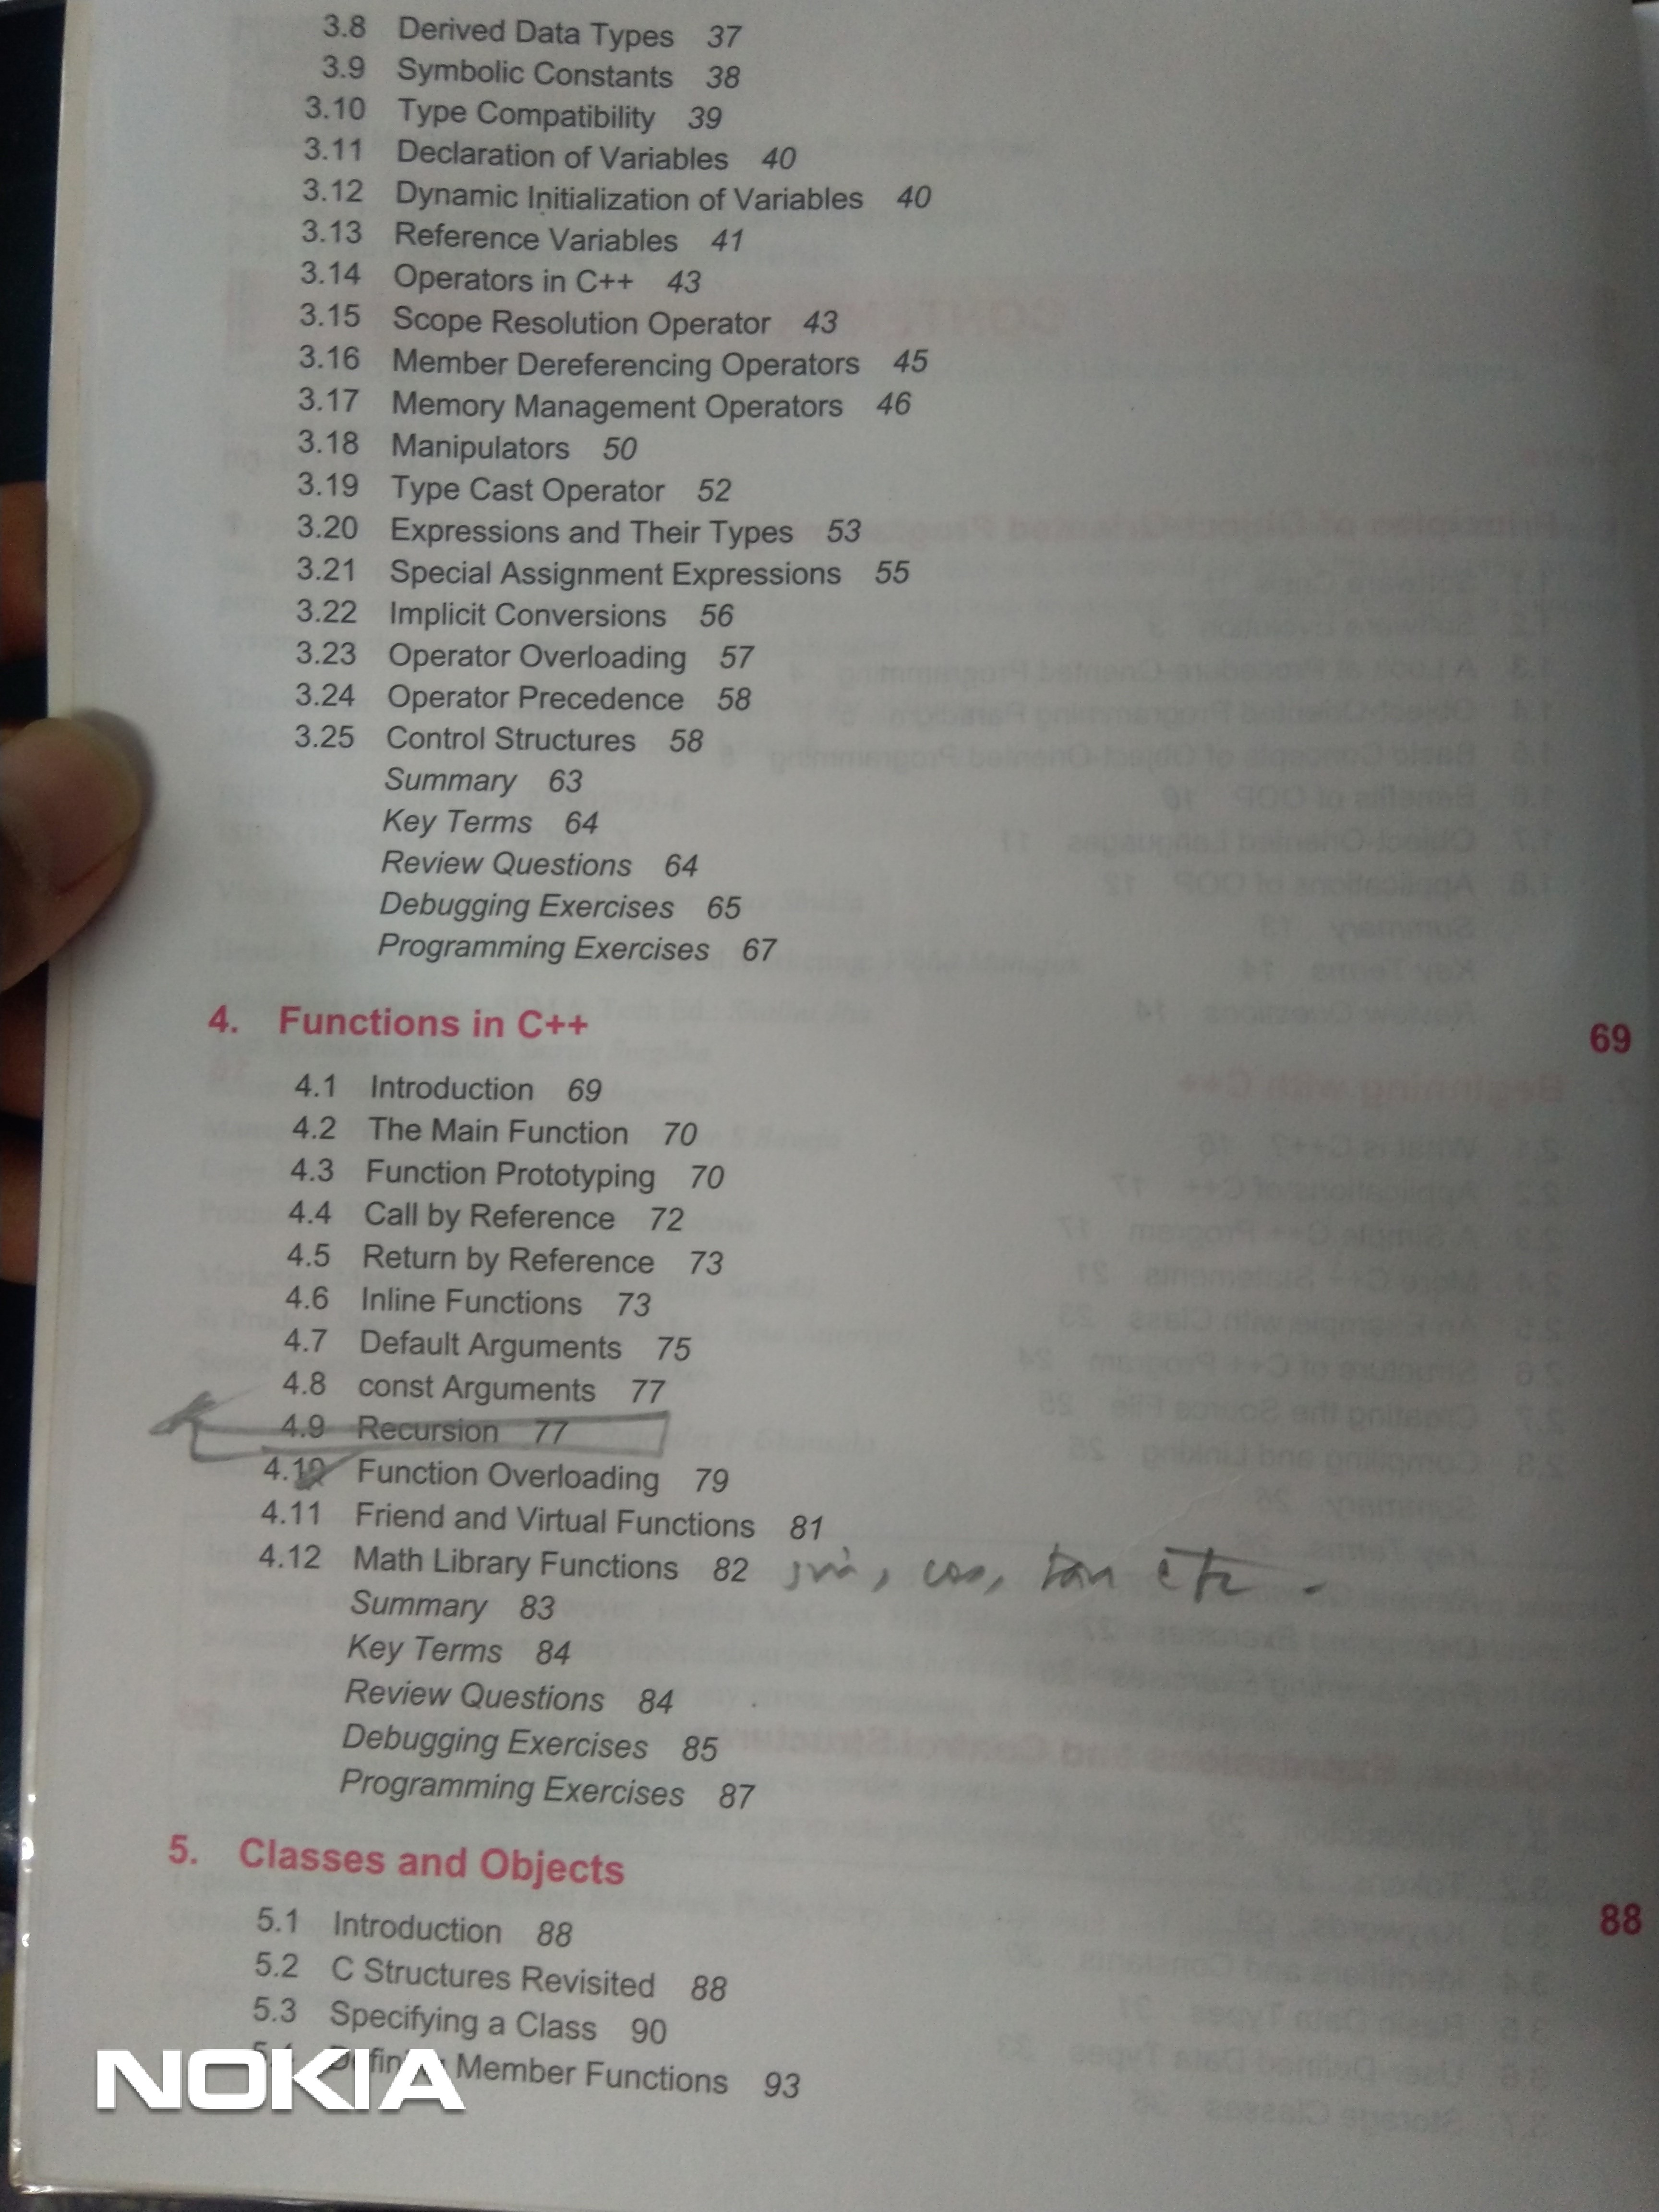 3.8 Derived Data Types 37
3.9 Symbolic Constants 38
3.10 Type Compatibility 39
3.11 Declaration of Variables 40
3.12 Dynamic Initialization of Variables 40
3.13 Reference Variables 41
3.14 Operators in C++ 43
3.15 Scope Resolution Operator 43
3.16 Member Dereferencing Operators 45
3.17 Memory Management Operators 46
3.18 Manipulators 50
3.19 Type Cast Operator 52
3.20 Expressions and Their Types 53
3.21 Special Assignment Expressions 55
3.22 Implicit Conversions 56
3.23 Operator Overloading 57
3.24 Operator Precedence 58
3.25 Control Structures 58
Summary 63
Key Terms 64
Review Questions 64
Debugging Exercises 65
Programming Exercises 67
4. Functions in C++ 69
4.1 Introduction 69
4.2 The Main Function 70
4.3 Function Prototyping 70
4.4 Call by Reference 72
4.5 Return by Reference 73
4.6 Inline Functions 73
4.7 Default Arguments 75
4.8 const Arguments 77
4.9 Recursion 77
4.10 Function Overloading 79
4.11 Friend and Virtual Functions 81
4.12 Math Library Functions 82 sin, cos, tan etc.
Summary 83
Key Terms 84
Review Questions 84
Debugging Exercises 85
Programming Exercises 87
5. Classes and Objects 88
5.1 Introduction 88
5.2 C Structures Revisited 88
5.3 Specifying a Class 90
5.4 Defining Member Functions 93
NOKIA